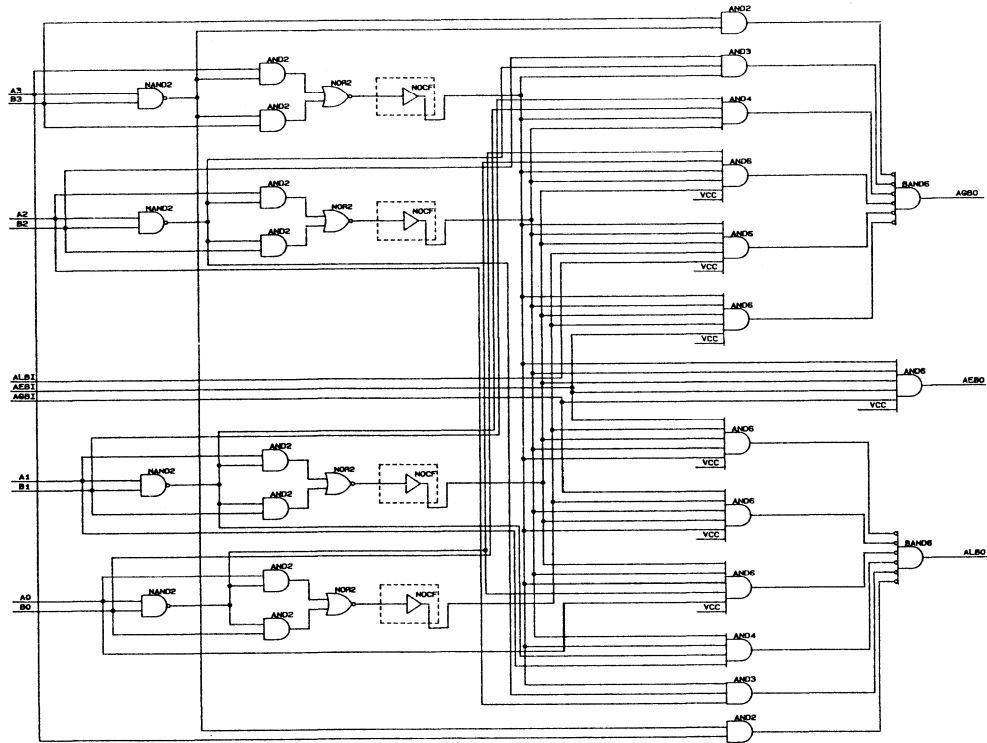 AND2
AND3
AND2
NAND2
NOR2
NOCF
A3
B3
AND2
AND4
AND6
VCC
AND2
NAND2
NOR2
NOCF
BAND6
AGBO
A2
B2
AND2
AND6
VCC
AND6
VCC
ALBI
AEBI
AGBI
AND6
AEBO
VCC
AND6
VCC
AND2
NAND2
NOR2
NOCF
A1
B1
AND2
AND6
VCC
BAND6
ALBO
AND2
NAND2
NOR2
NOCF
A0
B0
AND2
AND6
VCC
AND4
AND3
AND2